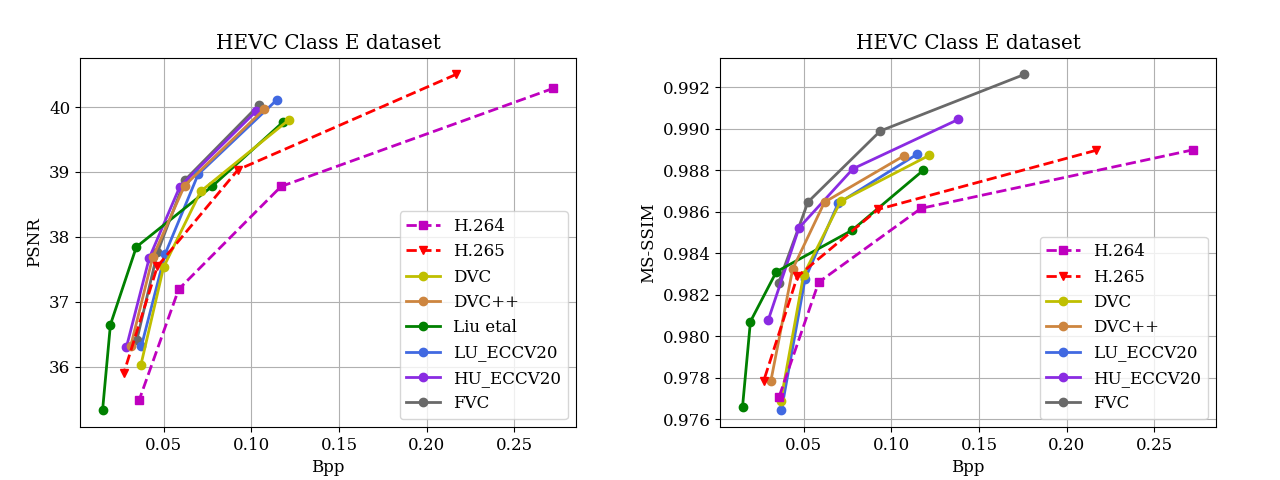 HEVC Class E dataset
PSNR
40
39
38
37
36
0.05 0.10 0.15 0.20 0.25
Bpp
H.264
H.265
DVC
DVC++
Liu etal
LU_ECCV20
HU_ECCV20
FVC
HEVC Class E dataset
MS-SSIM
0.992
0.990
0.988
0.986
0.984
0.982
0.980
0.978
0.976
0.05 0.10 0.15 0.20 0.25
Bpp
H.264
H.265
DVC
DVC++
Liu etal
LU_ECCV20
HU_ECCV20
FVC